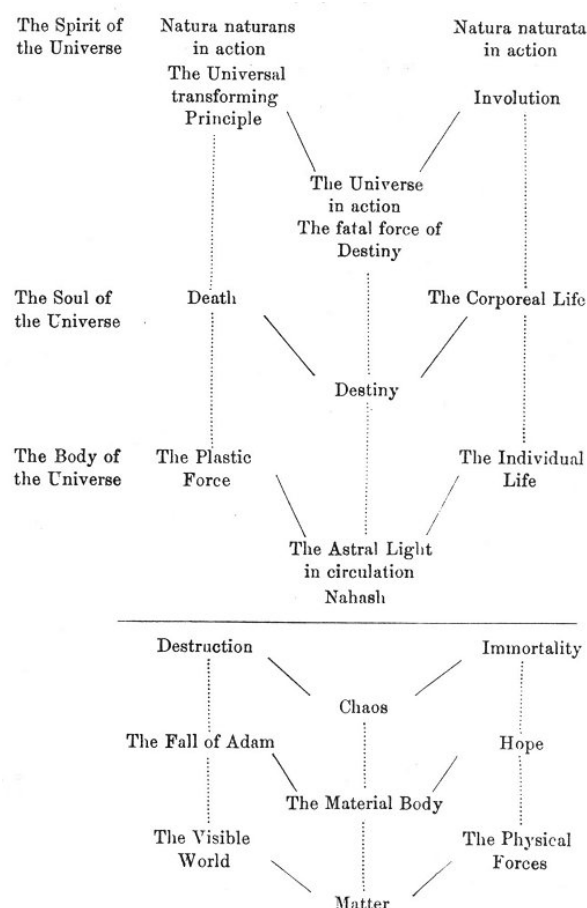 The Spirit of
the Universe
Natura naturans
in action
The Universal
transforming
Principle
Natura naturata
in action
Involution
The Universe
in action
The fatal force of
Destiny
The Soul of
the Universe
Death
The Corporeal Life
Destiny
The Body of
the Universe
The Plastic
Force
The Individual
Life
The Astral Light
in circulation
Nahash
Destruction
Immortality
Chaos
The Fall of Adam
Hope
The Material Body
The Visible
World
The Physical
Forces
Matter